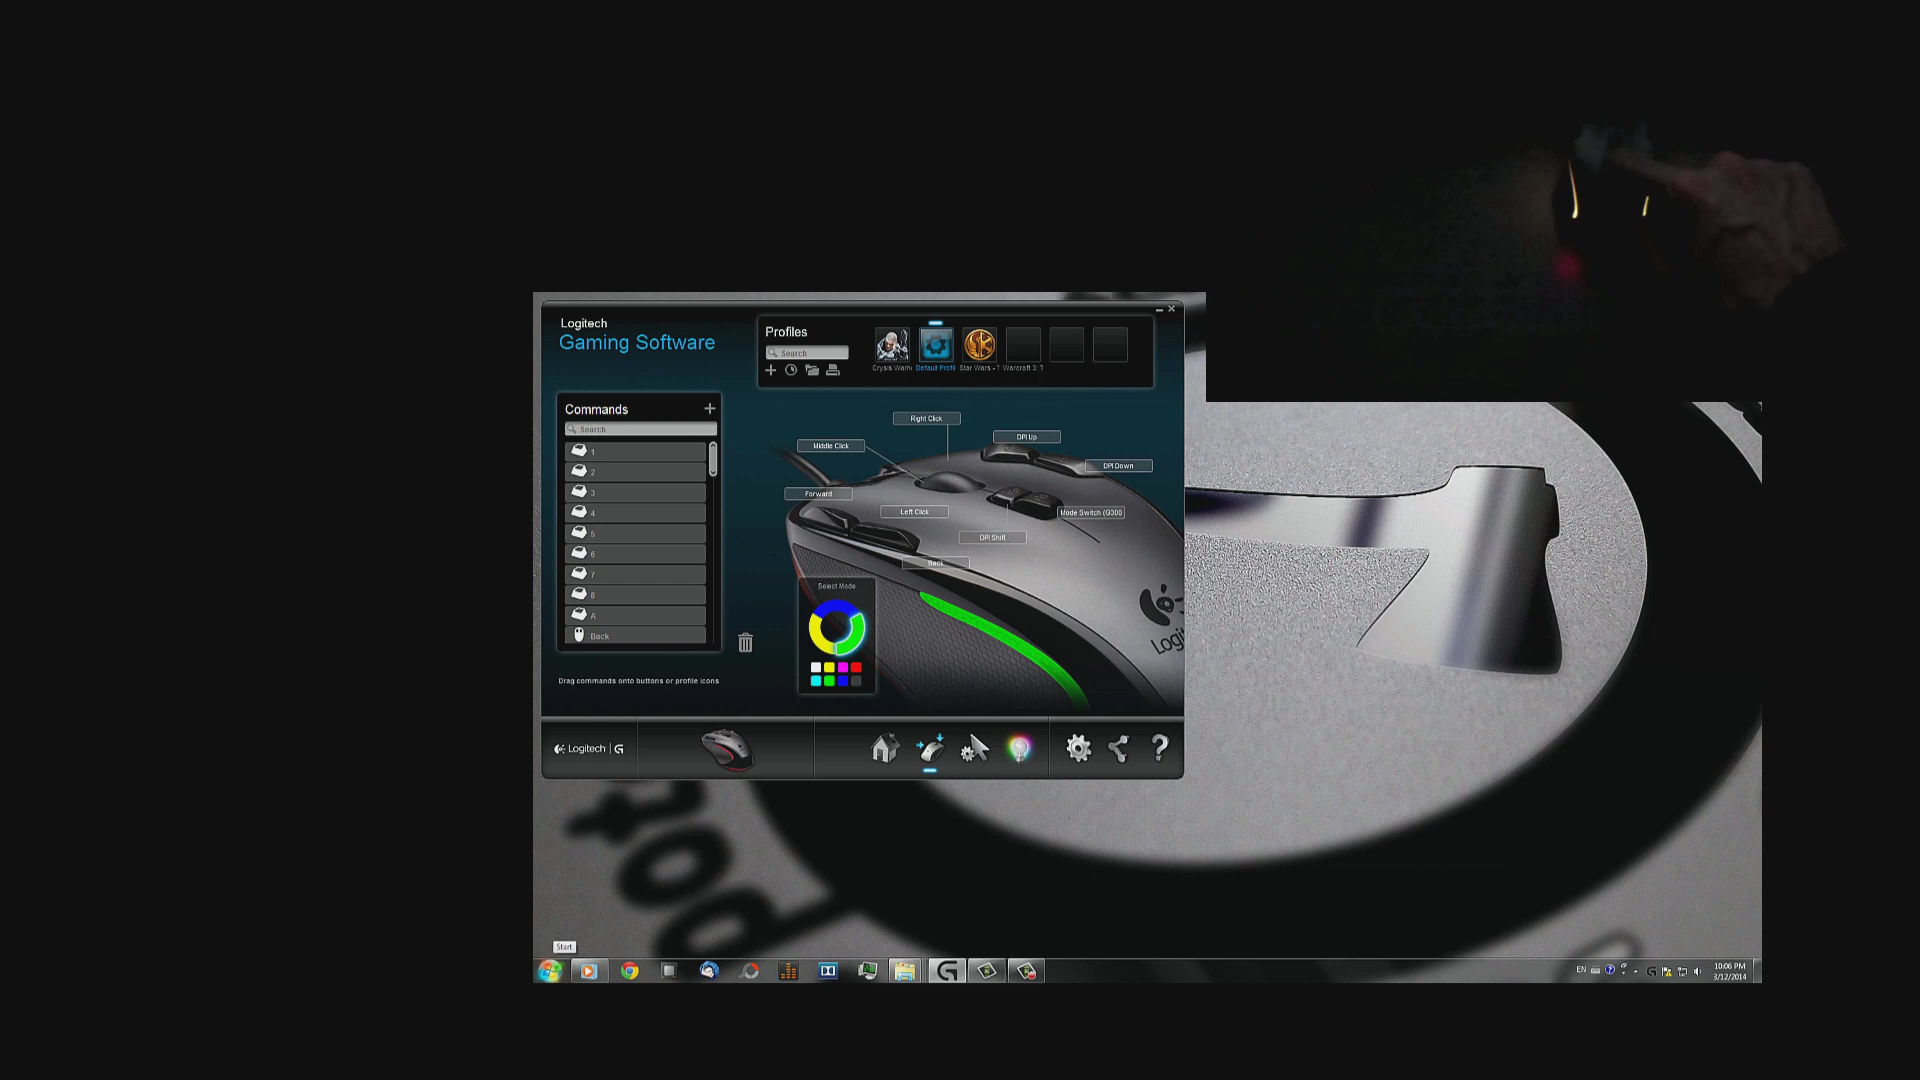 Logitech
Gaming Software
Profiles
Search
Crysis Warh
Default Profil
Star Wars - T
Warcraft 3: T
Commands
Search
1
2
3
4
5
6
7
8
A
Back
Drag commands onto buttons or profile icons
Right Click
Middle Click
DPI Up
DPI Down
Forward
Left Click
Mode Switch (G300
DPI Shift
Back
Select Mode
Logi
Logitech | G
Start
EN
10:06 PM
3/12/2014